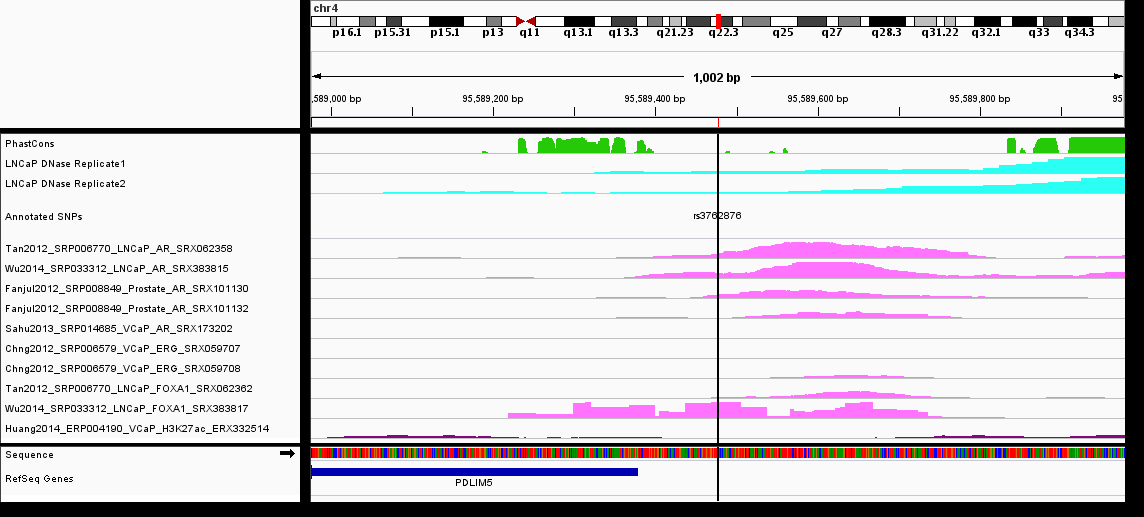 chr4
p16.1 p15.31 p15.1 p13 q11 q13.1 q13.3 q21.23 q22.3 q25 q27 q28.3 q31.22 q32.1 q33 q34.3
1,002 bp
,589,000 bp 95,589,200 bp 95,589,400 bp 95,589,600 bp 95,589,800 bp 95
PhastCons
LNCaP DNase Replicate1
LNCaP DNase Replicate2
Annotated SNPs rs3762876
Tan2012_SRP006770_LNCaP_AR_SRX062358
Wu2014_SRP033312_LNCaP_AR_SRX383815
Fanjul2012_SRP008849_Prostate_AR_SRX101130
Fanjul2012_SRP008849_Prostate_AR_SRX101132
Sahu2013_SRP014685_VCaP_AR_SRX173202
Chng2012_SRP006579_VCaP_ERG_SRX059707
Chng2012_SRP006579_VCaP_ERG_SRX059708
Tan2012_SRP006770_LNCaP_FOXA1_SRX062362
Wu2014_SRP033312_LNCaP_FOXA1_SRX383817
Huang2014_ERP004190_VCaP_H3K27ac_ERX332514
Sequence
RefSeq Genes
PDLIM5